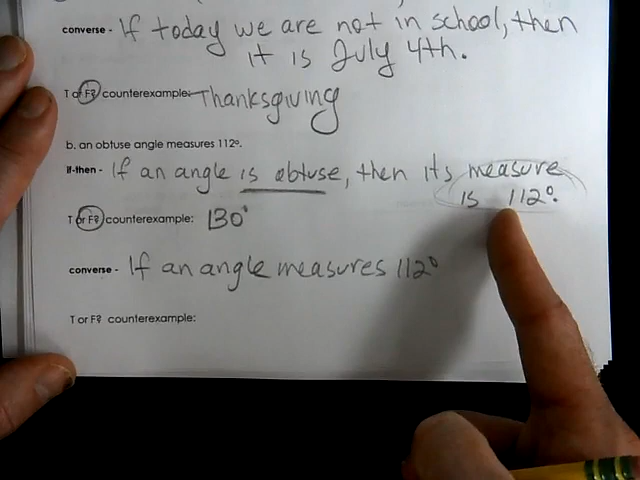 converse - If today we are not in school, then
it is July 4th.
T or F? counterexample: Thanksgiving
b. an obtuse angle measures 112°.
If-then - If an angle is obtuse, then its measure
is 112°.
T or F? counterexample: 130°
converse - If an angle measures 112°
T or F? counterexample: